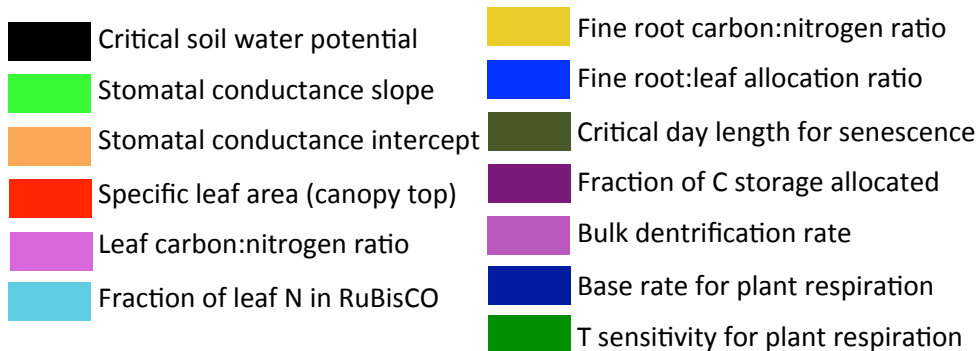 Critical soil water potential
Stomatal conductance slope
Stomatal conductance intercept
Specific leaf area (canopy top)
Leaf carbon:nitrogen ratio
Fraction of leaf N in RuBisCO
Fine root carbon:nitrogen ratio
Fine root:leaf allocation ratio
Critical day length for senescence
Fraction of C storage allocated
Bulk dentrification rate
Base rate for plant respiration
T sensitivity for plant respiration